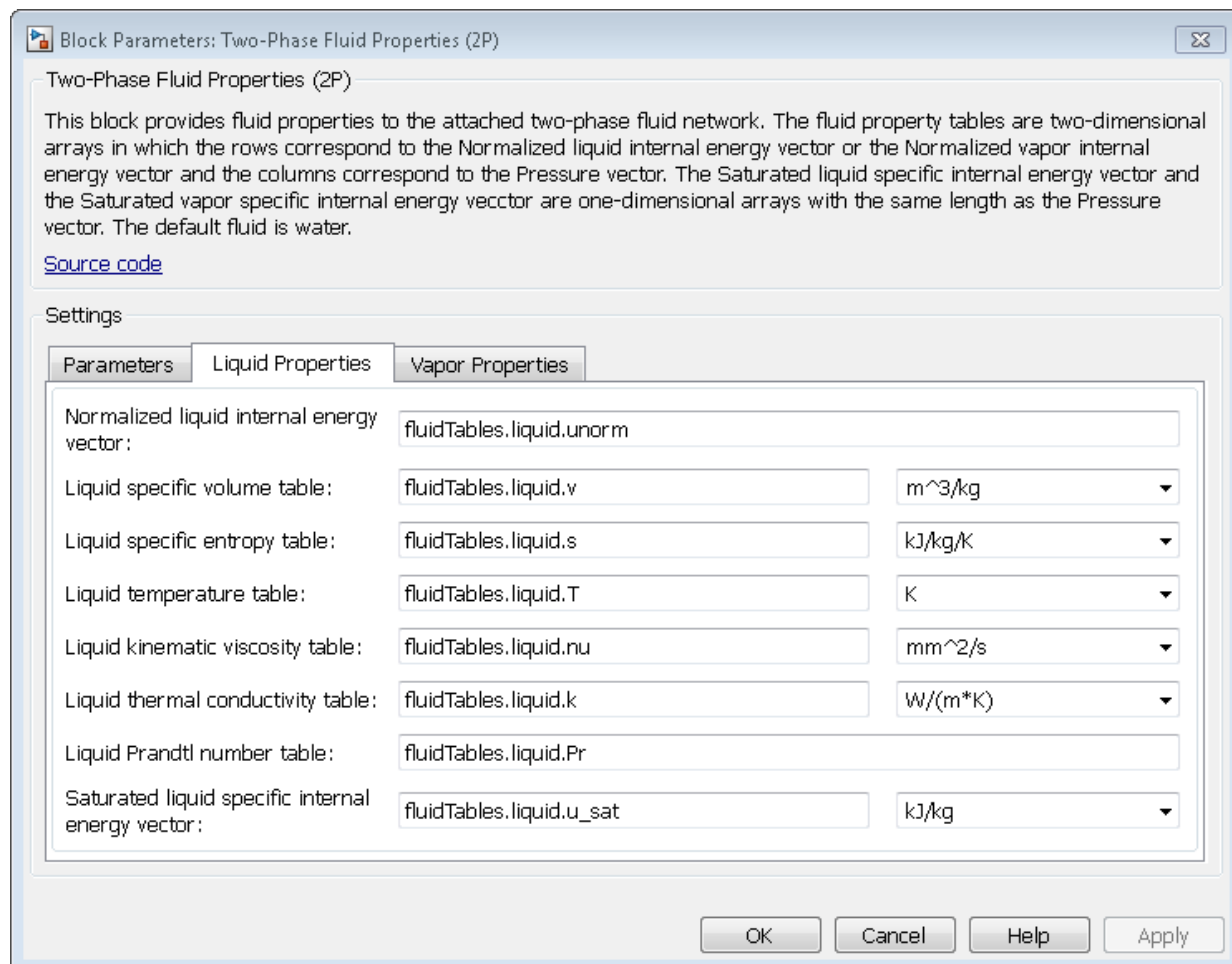 Block Parameters: Two-Phase Fluid Properties (2P)
Two-Phase Fluid Properties (2P)
This block provides fluid properties to the attached two-phase fluid network. The fluid property tables are two-dimensional
arrays in which the rows correspond to the Normalized liquid internal energy vector or the Normalized vapor internal
energy vector and the columns correspond to the Pressure vector. The Saturated liquid specific internal energy vector and
the Saturated vapor specific internal energy vecctor are one-dimensional arrays with the same length as the Pressure
vector. The default fluid is water.
Source code
Settings
Parameters Liquid Properties Vapor Properties
Normalized liquid internal energy
vector: fluidTables.liquid.unorm
Liquid specific volume table: fluidTables.liquid.v m^3/kg
Liquid specific entropy table: fluidTables.liquid.s kJ/kg/K
Liquid temperature table: fluidTables.liquid.T K
Liquid kinematic viscosity table: fluidTables.liquid.nu mm^2/s
Liquid thermal conductivity table: fluidTables.liquid.k W/(m*K)
Liquid Prandtl number table: fluidTables.liquid.Pr
Saturated liquid specific internal
energy vector: fluidTables.liquid.u_sat kJ/kg
OK Cancel Help Apply